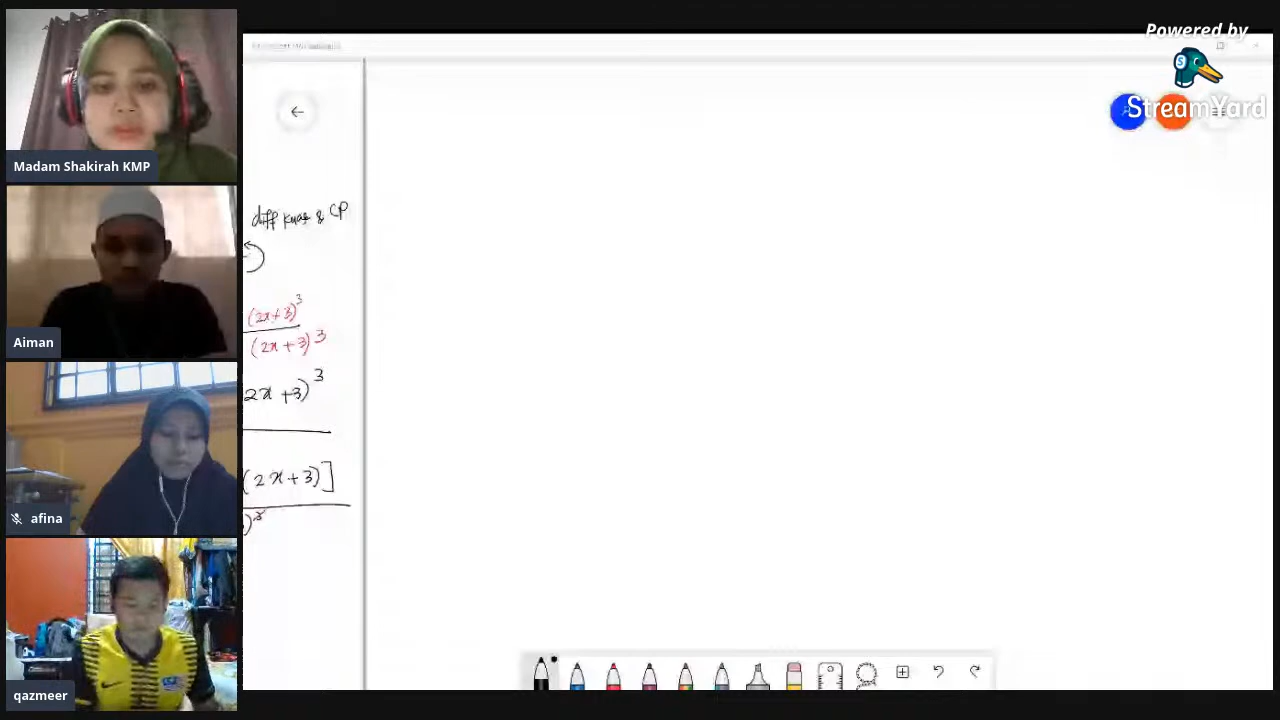 Powered by
StreamYard
Madam Shakirah KMP
Aiman
afina
qazmeer
diff & CP
(2x+3)³
(2x+3)³
2x+3)³
(2x+3)]